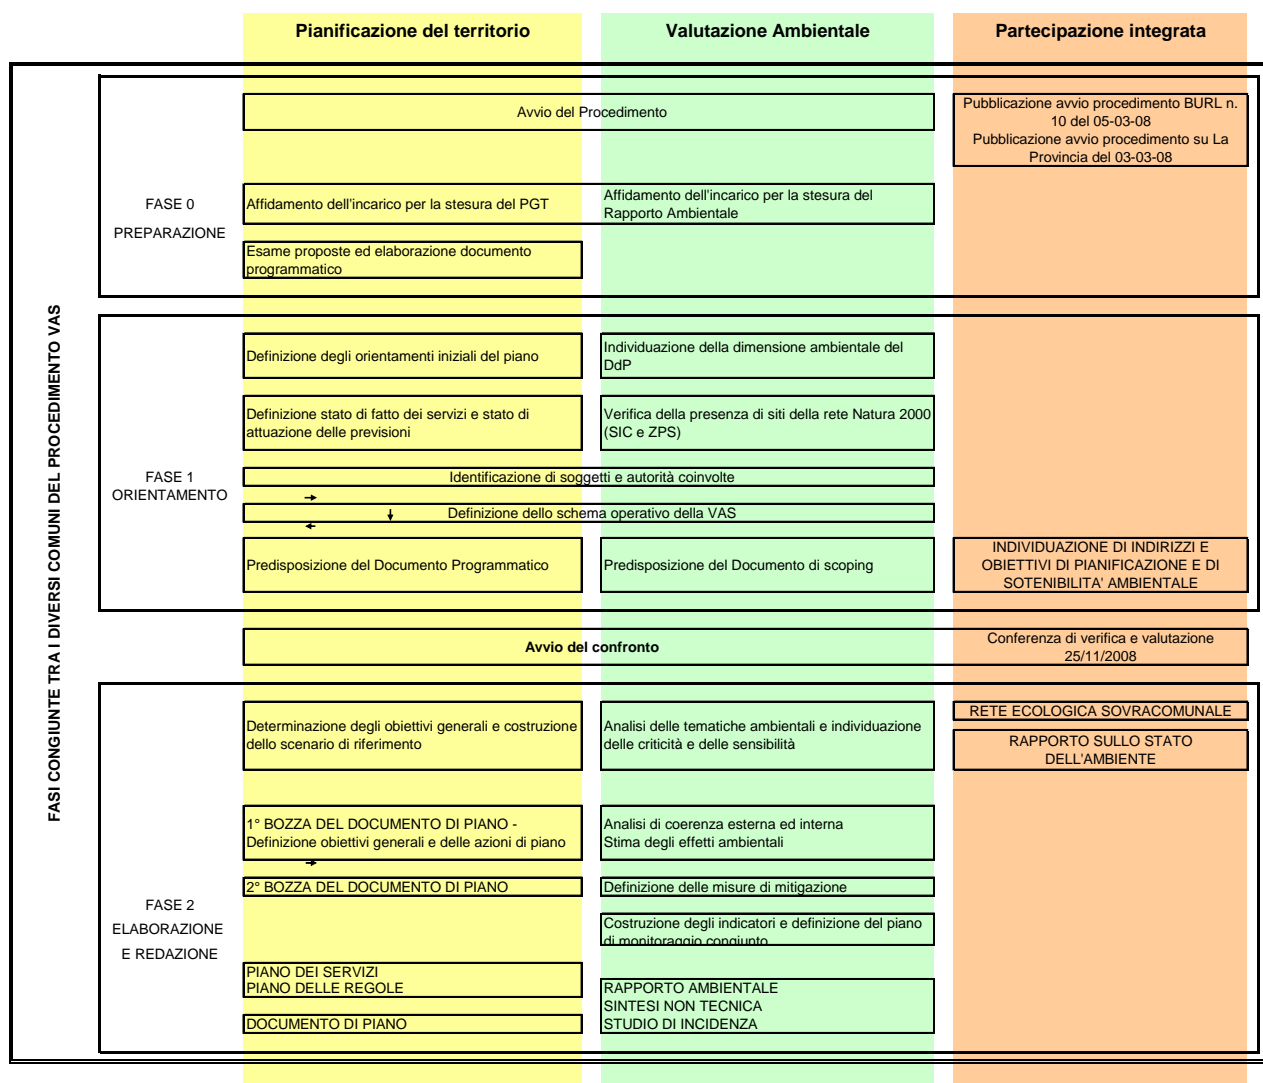 Pianificazione del territorio
Valutazione Ambientale
Partecipazione integrata
FASI CONGIUNTE TRA I DIVERSI COMUNI DEL PROCEDIMENTO VAS
FASE 0
PREPARAZIONE
Avvio del Procedimento
Pubblicazione avvio procedimento BURL n.
10 del 05-03-08
Pubblicazione avvio procedimento su La
Provincia del 03-03-08
Affidamento dell'incarico per la stesura del PGT
Affidamento dell'incarico per la stesura del
Rapporto Ambientale
Esame proposte ed elaborazione documento
programmatico
FASE 1
ORIENTAMENTO
Definizione degli orientamenti iniziali del piano
Individuazione della dimensione ambientale del
DdP
Definizione stato di fatto dei servizi e stato di
attuazione delle previsioni
Verifica della presenza di siti della rete Natura 2000
(SIC e ZPS)
Identificazione di soggetti e autorità coinvolte
Definizione dello schema operativo della VAS
Predisposizione del Documento Programmatico
Predisposizione del Documento di scoping
INDIVIDUAZIONE DI INDIRIZZI E
OBIETTIVI DI PIANIFICAZIONE E DI
SOTENIBILITA' AMBIENTALE
Avvio del confronto
Conferenza di verifica e valutazione
25/11/2008
FASE 2
ELABORAZIONE
E REDAZIONE
Determinazione degli obiettivi generali e costruzione
dello scenario di riferimento
Analisi delle tematiche ambientali e individuazione
delle criticità e delle sensibilità
RETE ECOLOGICA SOVRACOMUNALE
RAPPORTO SULLO STATO
DELL'AMBIENTE
1° BOZZA DEL DOCUMENTO DI PIANO -
Definizione obiettivi generali e delle azioni di piano
Analisi di coerenza esterna ed interna
Stima degli effetti ambientali
2° BOZZA DEL DOCUMENTO DI PIANO
Definizione delle misure di mitigazione
Costruzione degli indicatori e definizione del piano
di monitoraggio congiunto
PIANO DEI SERVIZI
PIANO DELLE REGOLE
RAPPORTO AMBIENTALE
SINTESI NON TECNICA
STUDIO DI INCIDENZA
DOCUMENTO DI PIANO